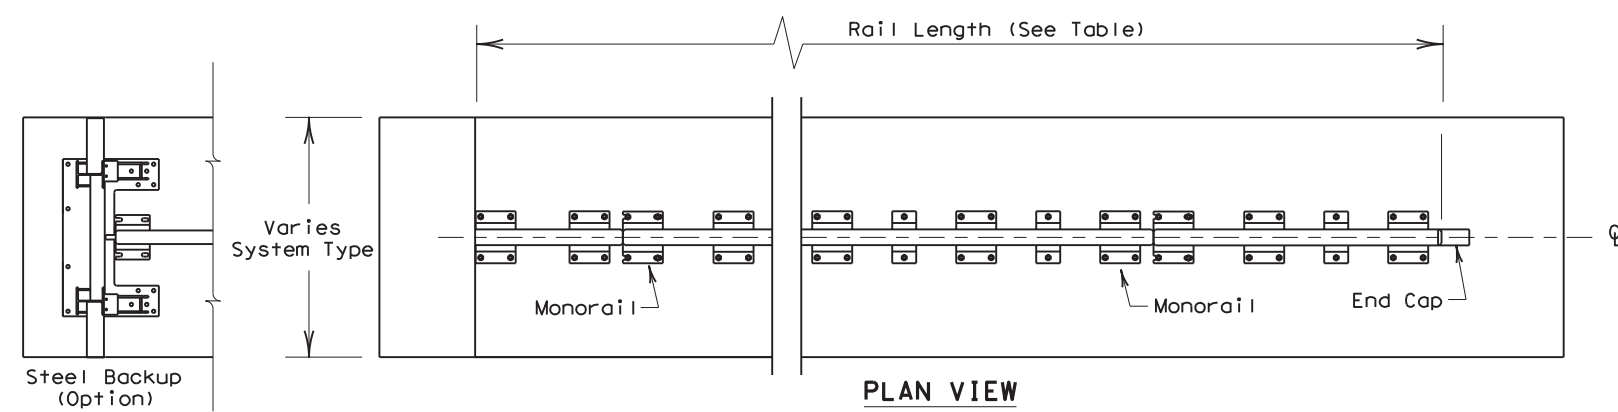 Rail Length (See Table)
Varies
System Type
Monorail
Monorail
End Cap
℄
Steel Backup
(Option)
PLAN VIEW